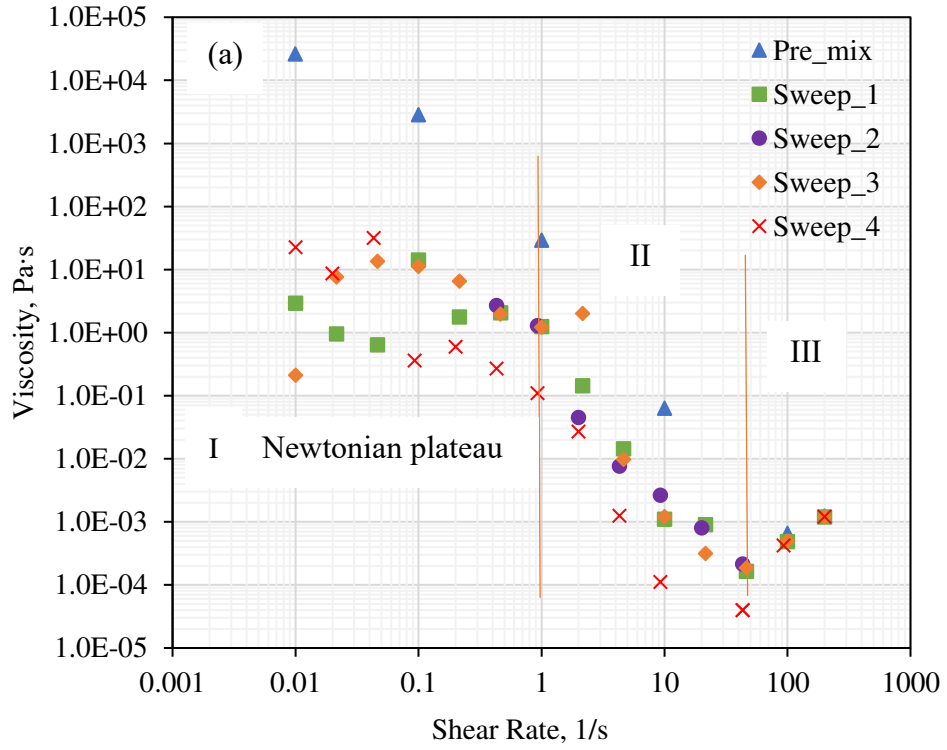 (a)
1.0E+05
1.0E+04
1.0E+03
1.0E+02
1.0E+01
1.0E+00
1.0E-01
1.0E-02
1.0E-03
1.0E-04
1.0E-05
Viscosity, Pa·s
Pre_mix
Sweep_1
Sweep_2
Sweep_3
Sweep_4
II
III
I Newtonian plateau
0.001 0.01 0.1 1 10 100 1000
Shear Rate, 1/s